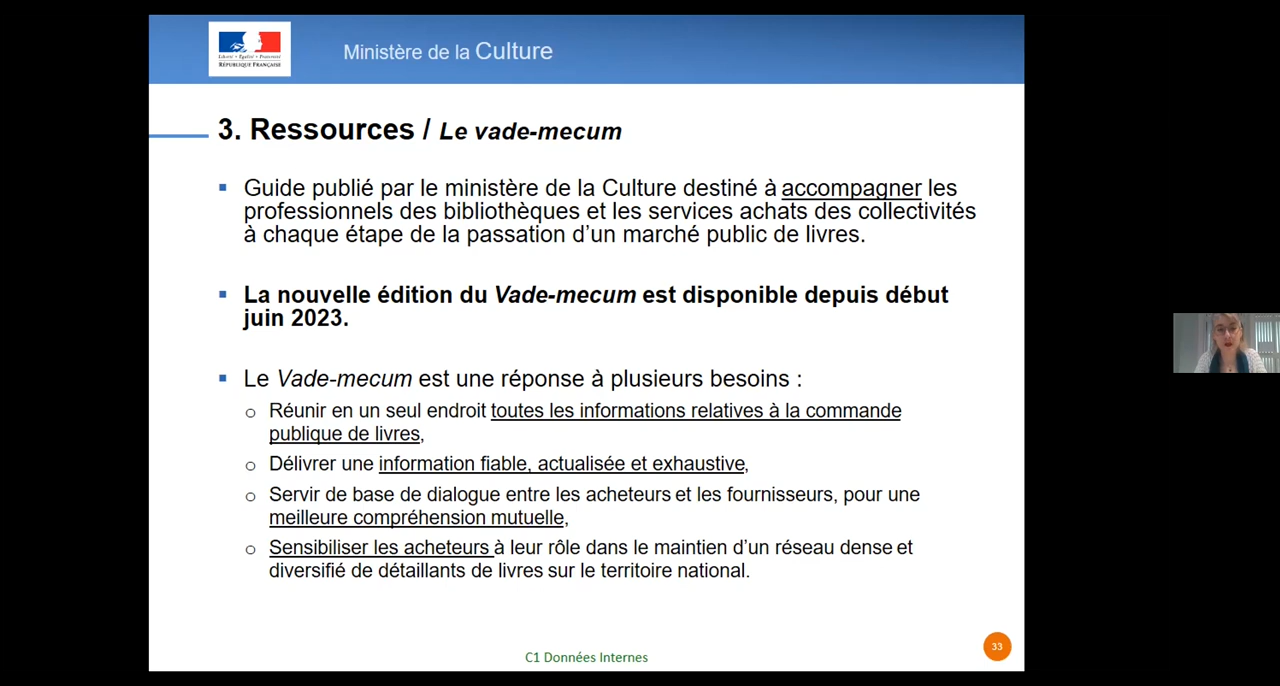 Liberté • Égalité • Fraternité
RÉPUBLIQUE FRANÇAISE
Ministère de la Culture
3. Ressources / Le vade-mecum
Guide publié par le ministère de la Culture destiné à accompagner les
professionnels des bibliothèques et les services achats des collectivités
à chaque étape de la passation d’un marché public de livres.
La nouvelle édition du Vade-mecum est disponible depuis début
juin 2023.
Le Vade-mecum est une réponse à plusieurs besoins :
Réunir en un seul endroit toutes les informations relatives à la commande
publique de livres,
Délivrer une information fiable, actualisée et exhaustive,
Servir de base de dialogue entre les acheteurs et les fournisseurs, pour une
meilleure compréhension mutuelle,
Sensibiliser les acheteurs à leur rôle dans le maintien d’un réseau dense et
diversifié de détaillants de livres sur le territoire national.
C1 Données Internes
33